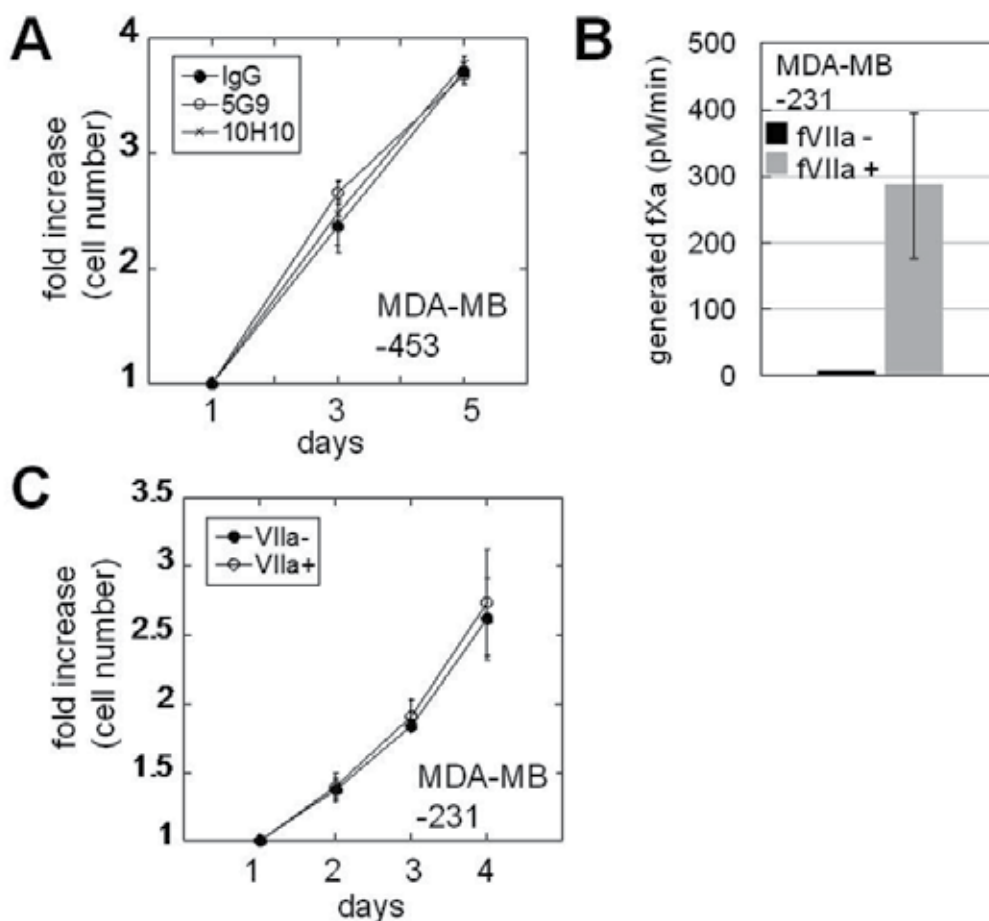 A
4
3
2
1
fold increase
(cell number)
IgG
5G9
10H10
MDA-MB
-453
1 3 5
days
B
500
400
300
200
100
0
generated fXa (pM/min)
MDA-MB
-231
fVIIa -
fVIIa +
C
3.5
3
2.5
2
1.5
1
fold increase
(cell number)
VIIa-
VIIa+
MDA-MB
-231
1 2 3 4
days